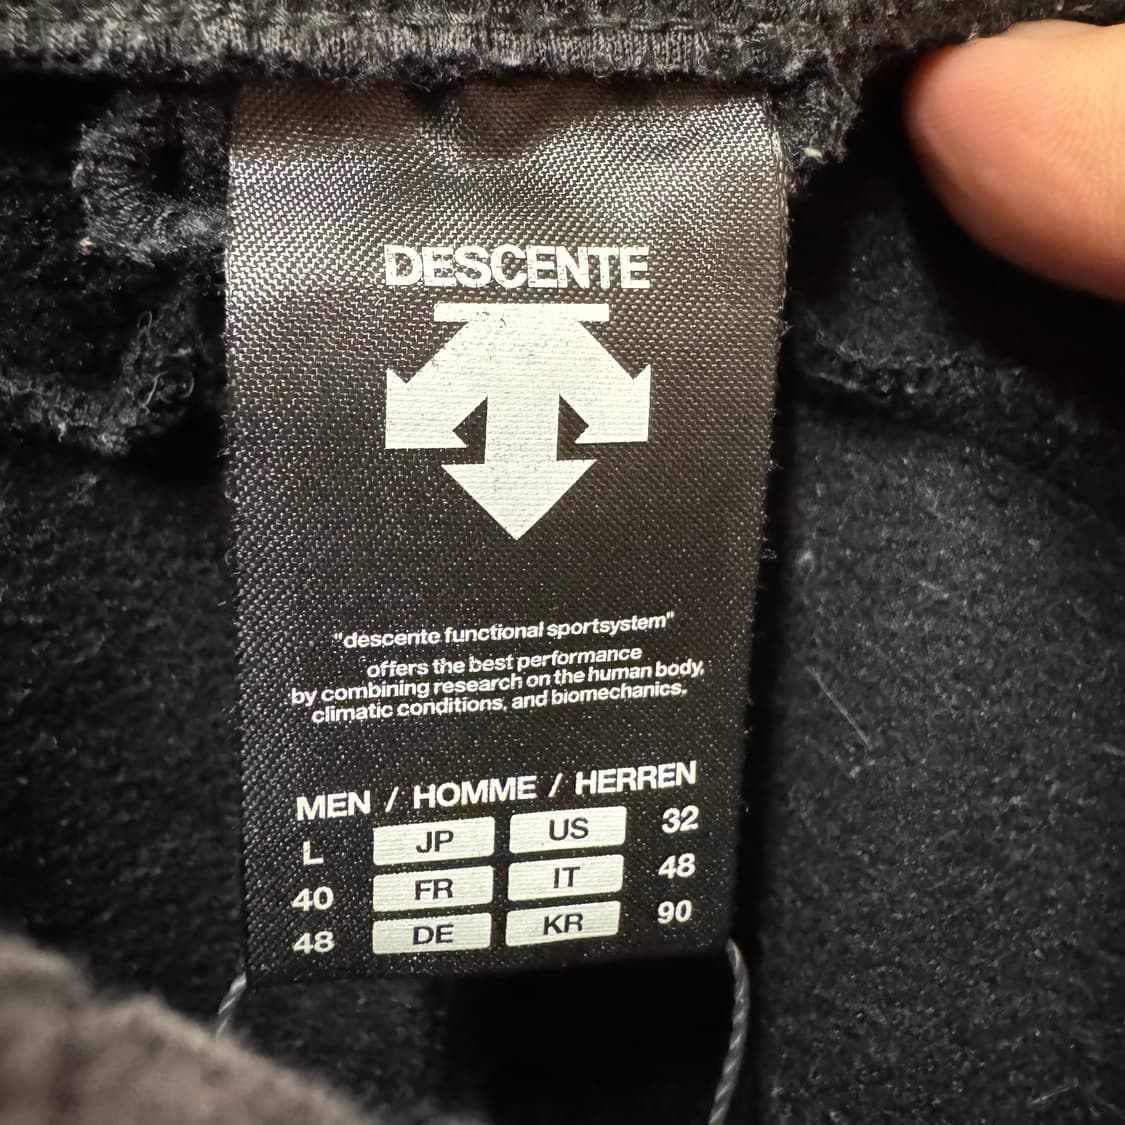 DESCENTE
"descente functional sportsystem"
offers the best performance
by combining research on the human body,
climatic conditions, and biomechanics.
MEN / HOMME / HERREN
L JP US 32
40 FR IT 48
48 DE KR 90